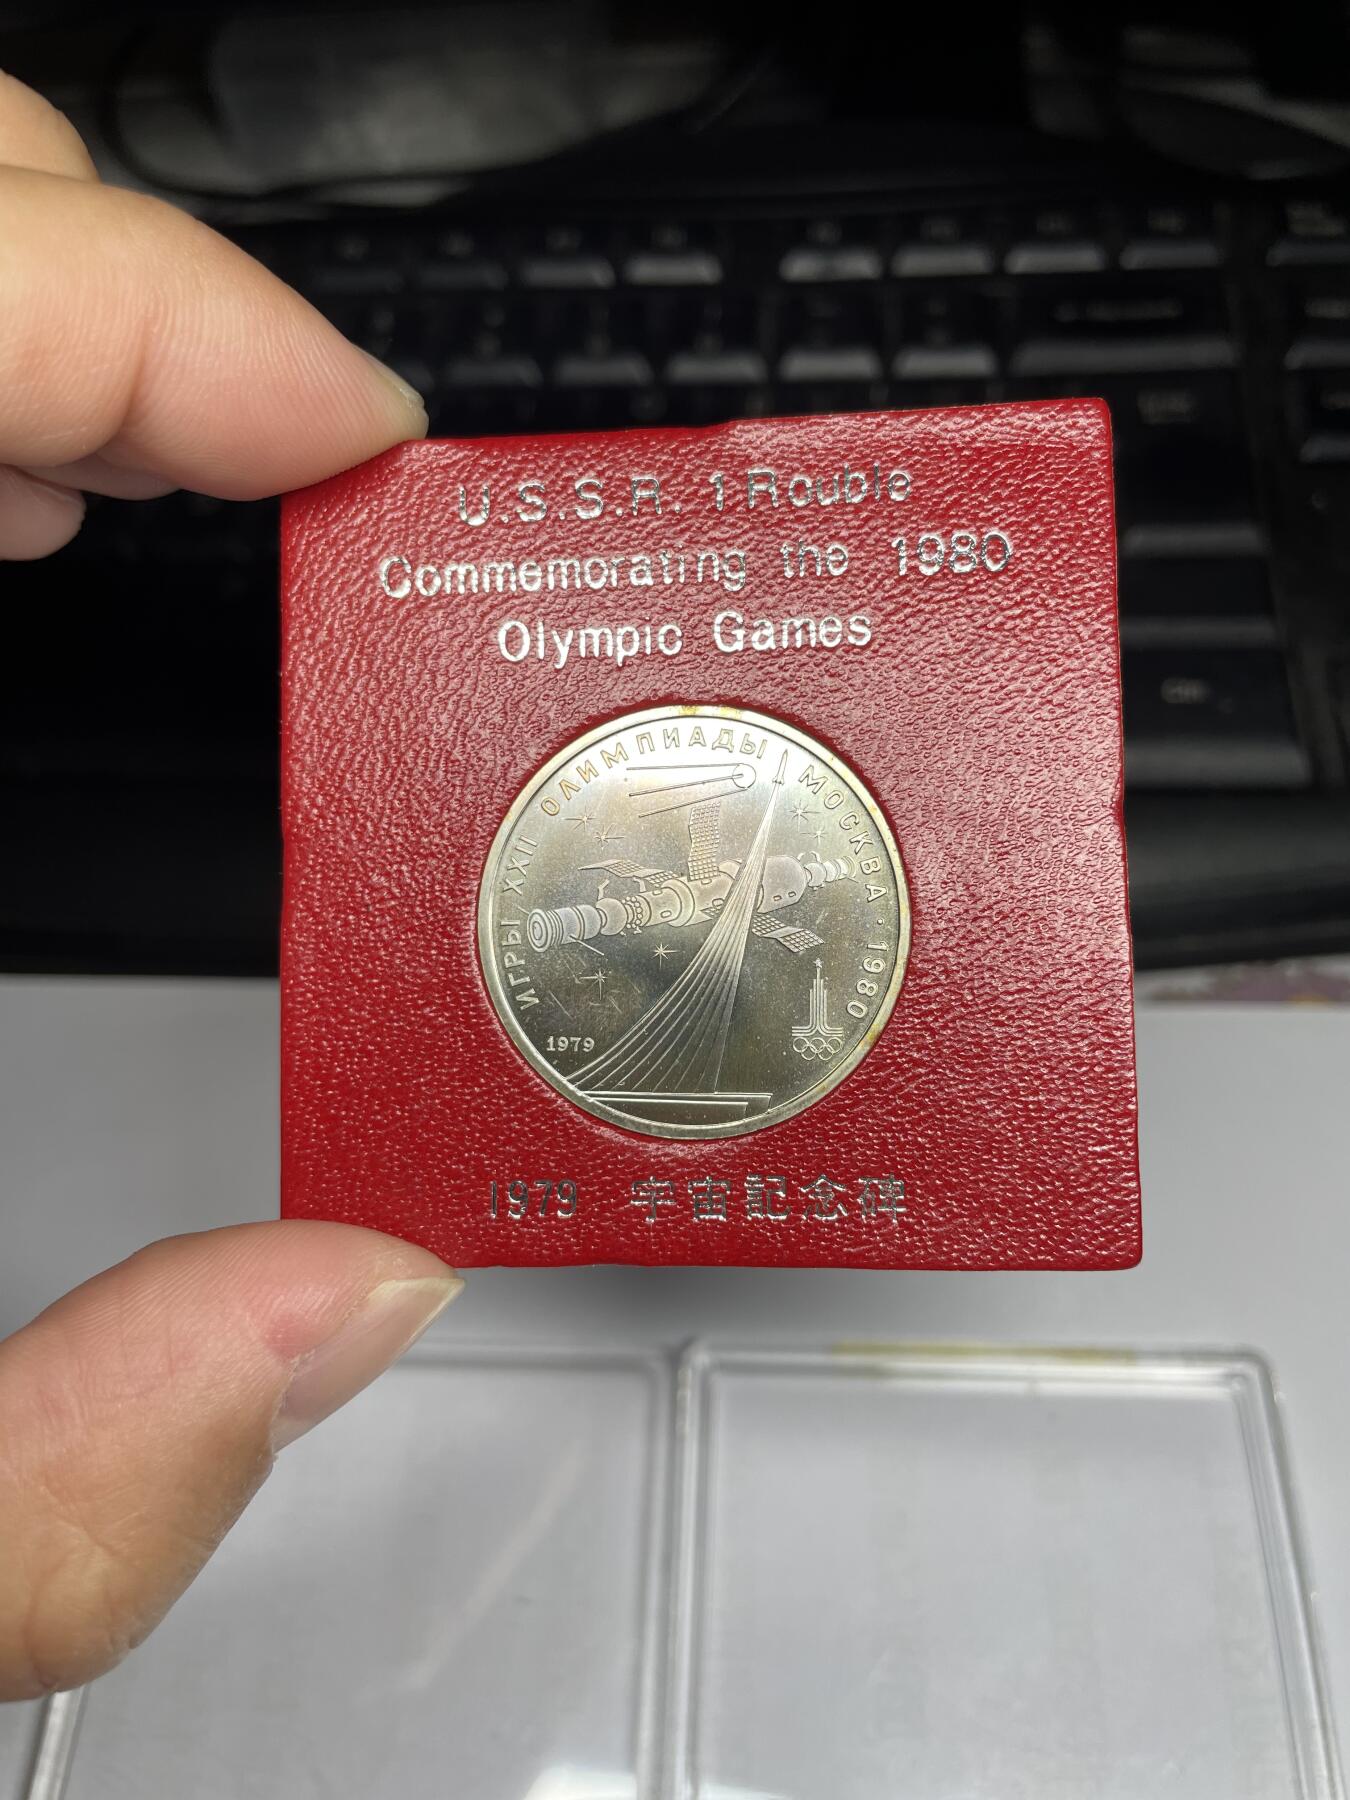 U.S.S.R. 1 Rouble
Commemorating the 1980
Olympic Games
ИГРЫ XXII ОЛИМПИАДЫ МОСКВА · 1980
1979
1979 宇宙記念碑